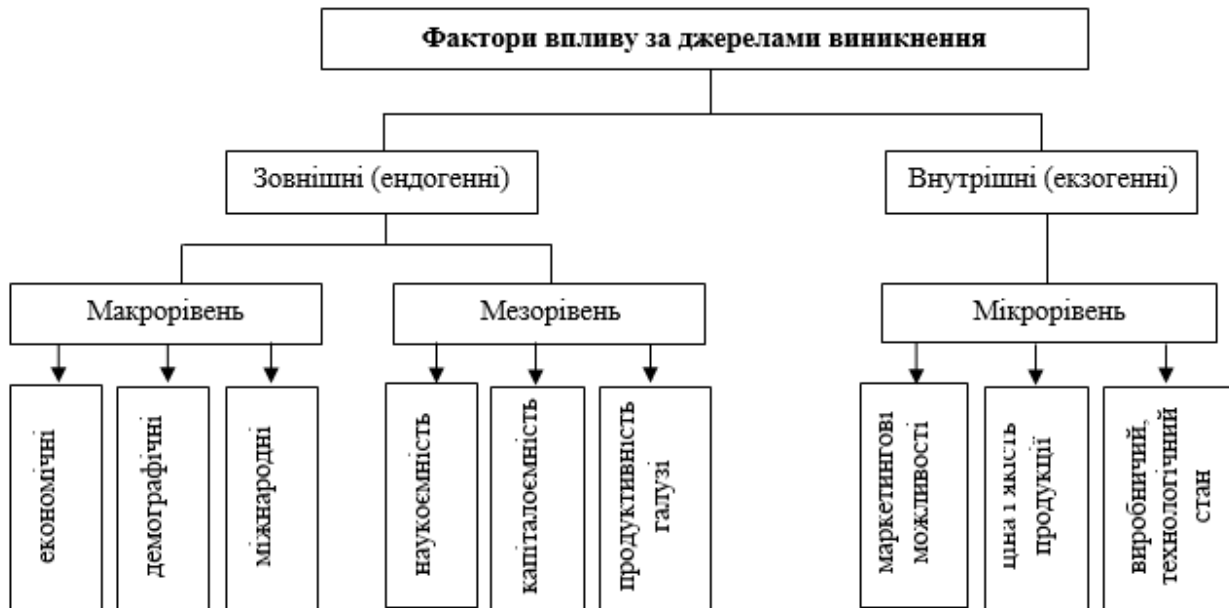 Фактори впливу за джерелами виникнення
Зовнішні (ендогенні)
Внутрішні (екзогенні)
Макрорівень
Мезорівень
Мікрорівень
економічні
демографічні
міжнародні
наукоємність
капіталоємність
продуктивність
галузі
маркетингові
можливості
ціна і якість
продукції
виробничий,
технологічний
стан